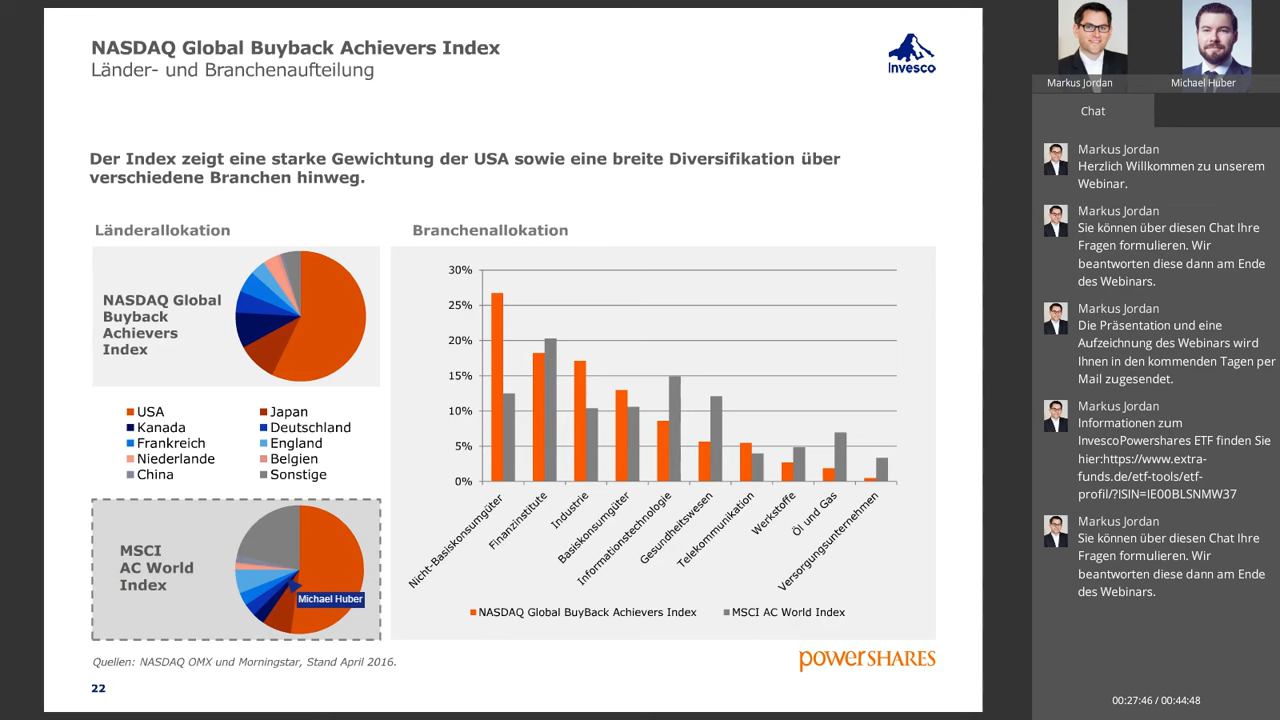 NASDAQ Global Buyback Achievers Index
Länder- und Branchenaufteilung
Invesco
Der Index zeigt eine starke Gewichtung der USA sowie eine breite Diversifikation über
verschiedene Branchen hinweg.
Länderallokation
NASDAQ Global
Buyback
Achievers
Index
USA
Japan
Kanada
Deutschland
Frankreich
England
Niederlande
Belgien
China
Sonstige
MSCI
AC World
Index
Michael Huber
Branchenallokation
30%
25%
20%
15%
10%
5%
0%
Nicht-Basiskonsumgüter
Finanzinstitute
Industrie
Basiskonsumgüter
Informationstechnologie
Gesundheitswesen
Telekommunikation
Werkstoffe
Öl und Gas
Versorgungsunternehmen
NASDAQ Global BuyBack Achievers Index
MSCI AC World Index
Quellen: NASDAQ OMX und Morningstar, Stand April 2016.
powerSHARES
22
Markus Jordan
Michael Huber
Chat
Markus Jordan
Herzlich Willkommen zu unserem
Webinar.
Markus Jordan
Sie können über diesen Chat Ihre
Fragen formulieren. Wir
beantworten diese dann am Ende
des Webinars.
Markus Jordan
Die Präsentation und eine
Aufzeichnung des Webinars wird
Ihnen in den kommenden Tagen per
Mail zugesendet.
Markus Jordan
Informationen zum
InvescoPowershares ETF finden Sie
hier:https://www.extra-
funds.de/etf-tools/etf-
profil/?ISIN=IE00BLSNMW37
Markus Jordan
Sie können über diesen Chat Ihre
Fragen formulieren. Wir
beantworten diese dann am Ende
des Webinars.
00:27:46 / 00:44:48